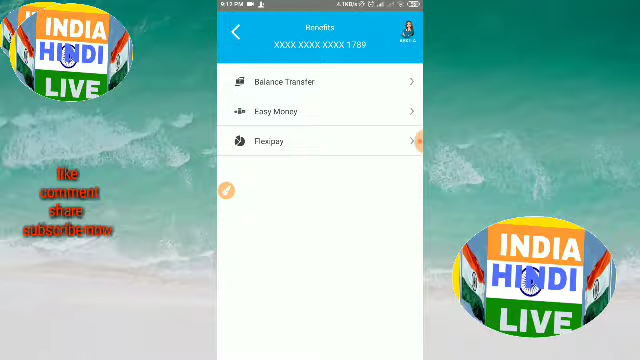 INDIA
HINDI
LIVE
like
comment
share
subscribe now
9:12 PM
Benefits
XXXX XXXX XXXX 1789
Balance Transfer
Easy Money
Flexipay
INDIA
HINDI
LIVE